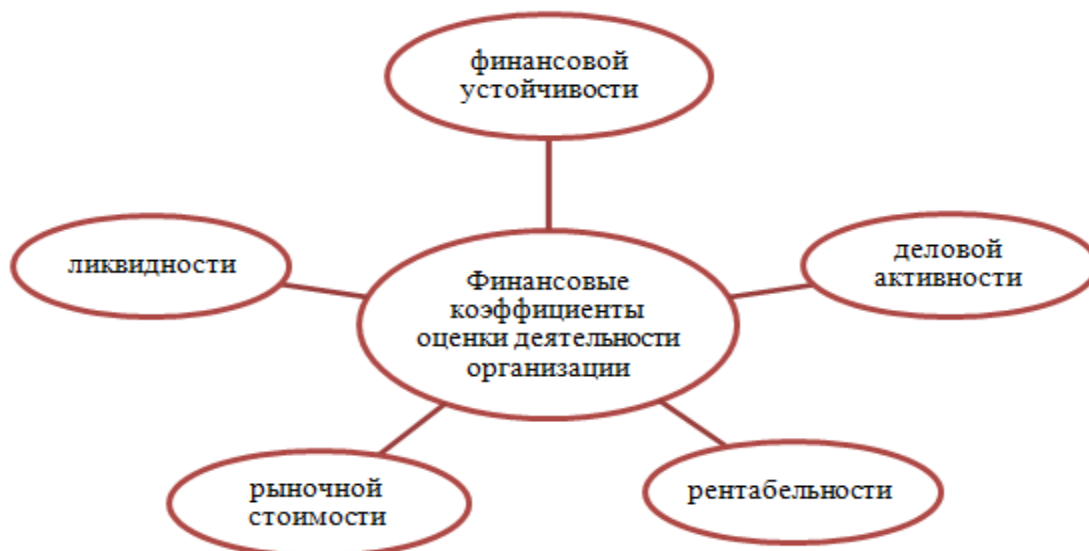 финансовой
устойчивости
ликвидности
деловой
активности
Финансовые
коэффициенты
оценки деятельности
организации
рыночной
стоимости
рентабельности